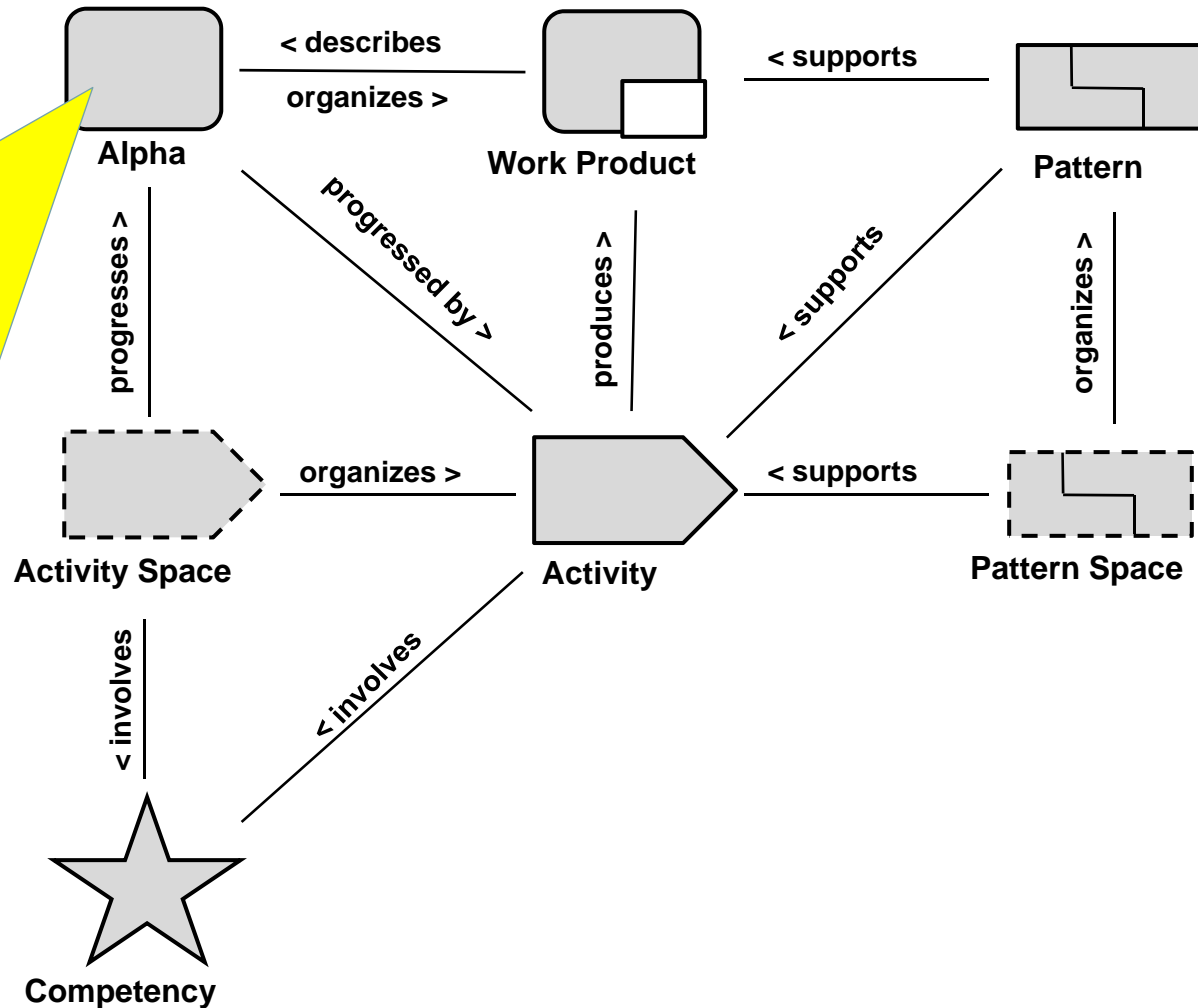 < describes
< supports
organizes >
Alpha
Work Product
Pattern
progresses >
progressed by >
produces >
< supports
organizes >
organizes >
< supports
Activity Space
Activity
Pattern Space
< involves
< involves
Competency